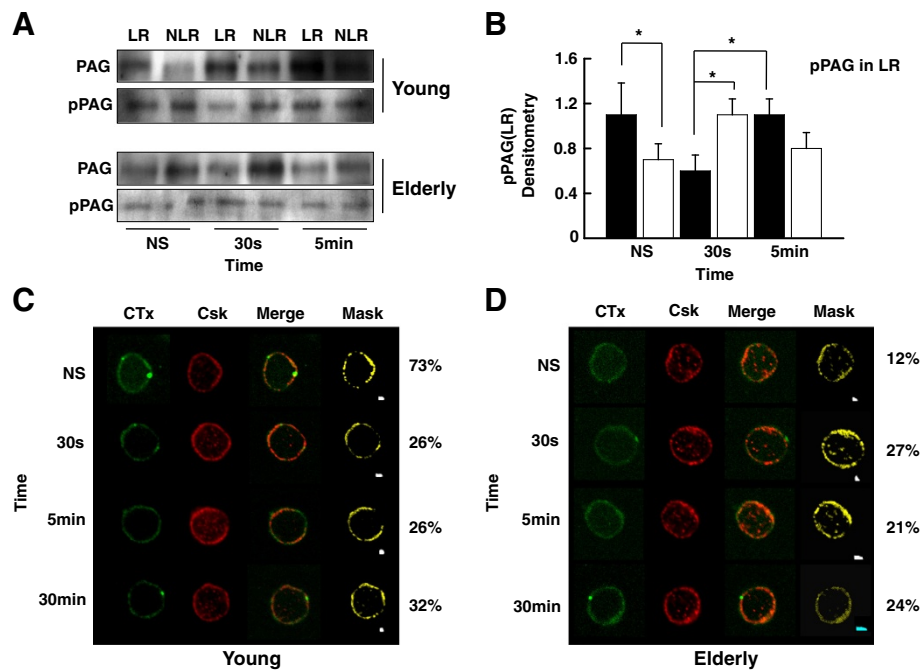 A
LR NLR LR NLR LR NLR
PAG
pPAG
Young
PAG
pPAG
Elderly
NS 30s 5min
Time
B
pPAG in LR
pPAG(LR)
Densitometry
1.6
1.2
0.8
0.4
0
* * *
NS 30s 5min
Time
C
CTx Csk Merge Mask
NS 73%
30s 26%
5min 26%
30min 32%
Time
Young
D
CTx Csk Merge Mask
NS 12%
30s 27%
5min 21%
30min 24%
Time
Elderly